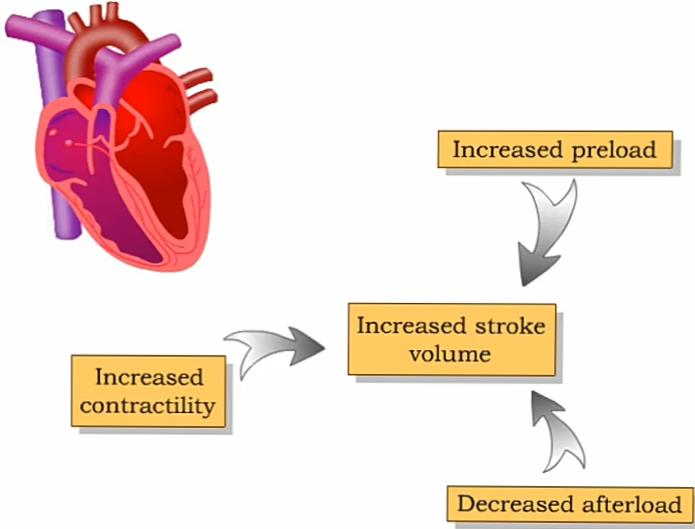 Increased preload
Increased stroke
volume
Increased
contractility
Decreased afterload